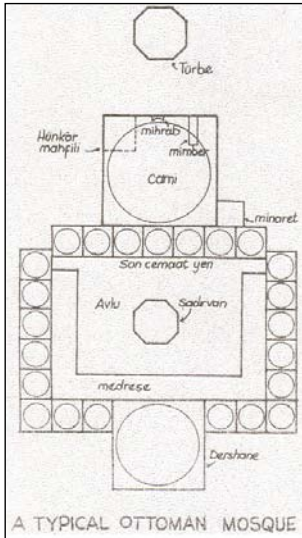 Türbe
Hünkâr
mahfili
mihrab
mimber
Cami
minaret
Son cemaat yeri
Avlu
Şadırvan
medrese
Dershane
A TYPICAL OTTOMAN MOSQUE